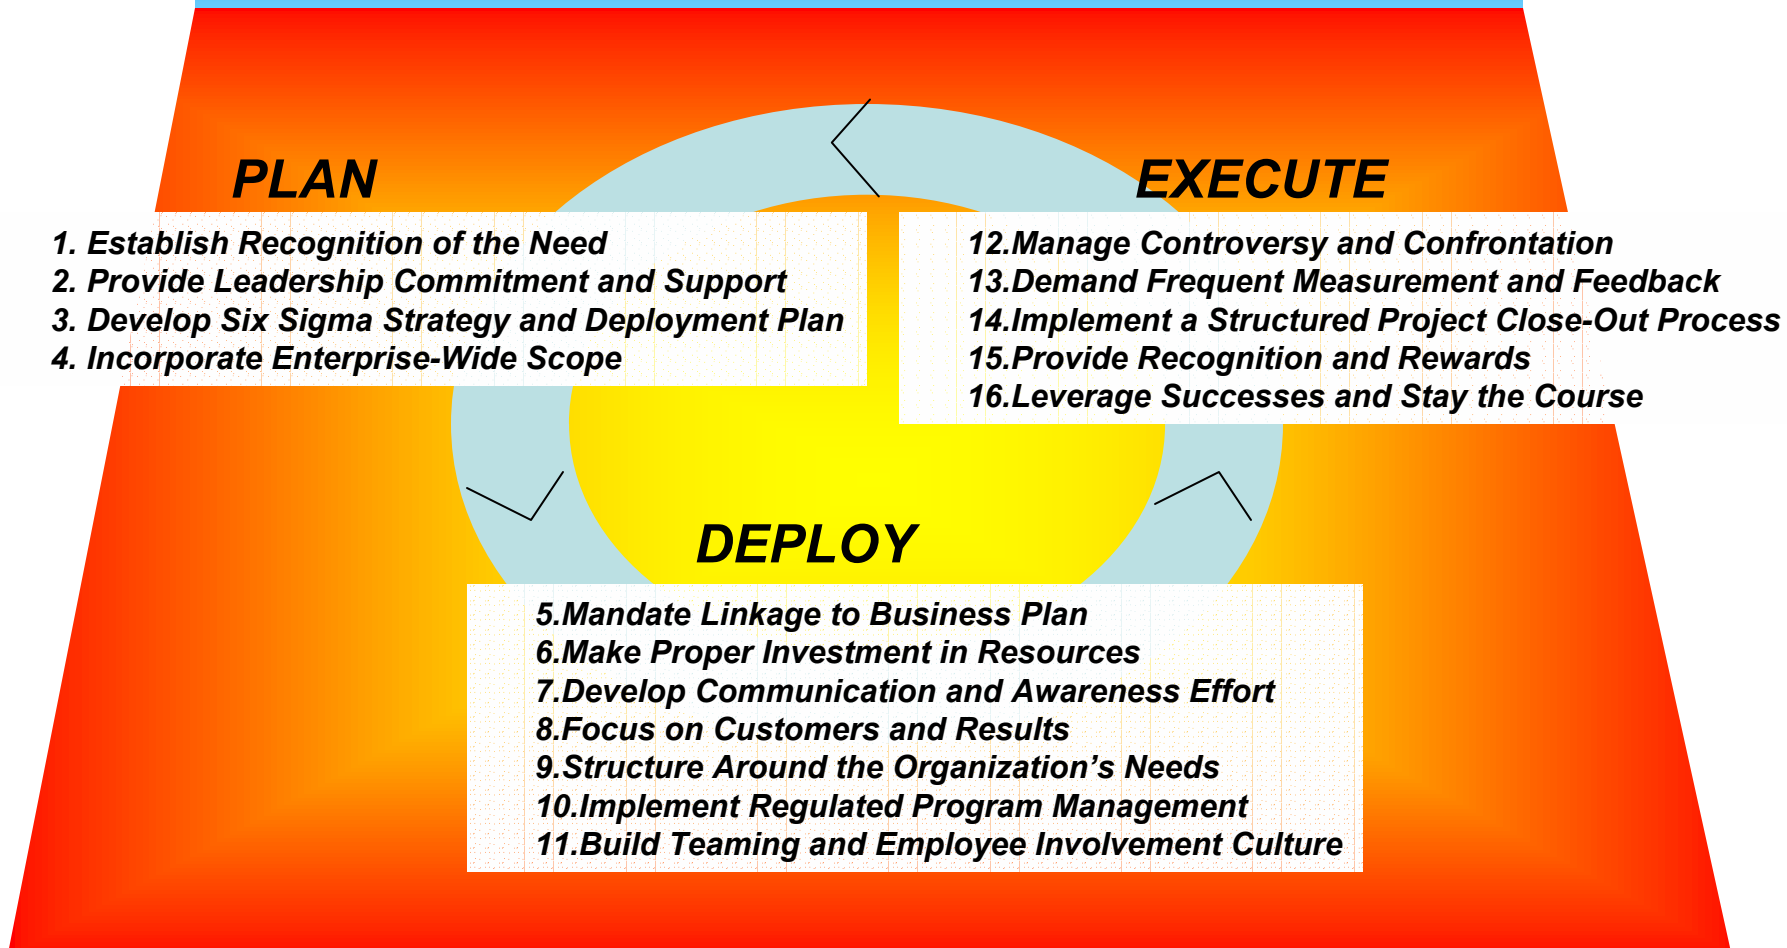 PLAN
1. Establish Recognition of the Need
2. Provide Leadership Commitment and Support
3. Develop Six Sigma Strategy and Deployment Plan
4. Incorporate Enterprise-Wide Scope
EXECUTE
12.Manage Controversy and Confrontation
13.Demand Frequent Measurement and Feedback
14.Implement a Structured Project Close-Out Process
15.Provide Recognition and Rewards
16.Leverage Successes and Stay the Course
DEPLOY
5.Mandate Linkage to Business Plan
6.Make Proper Investment in Resources
7.Develop Communication and Awareness Effort
8.Focus on Customers and Results
9.Structure Around the Organization’s Needs
10.Implement Regulated Program Management
11.Build Teaming and Employee Involvement Culture